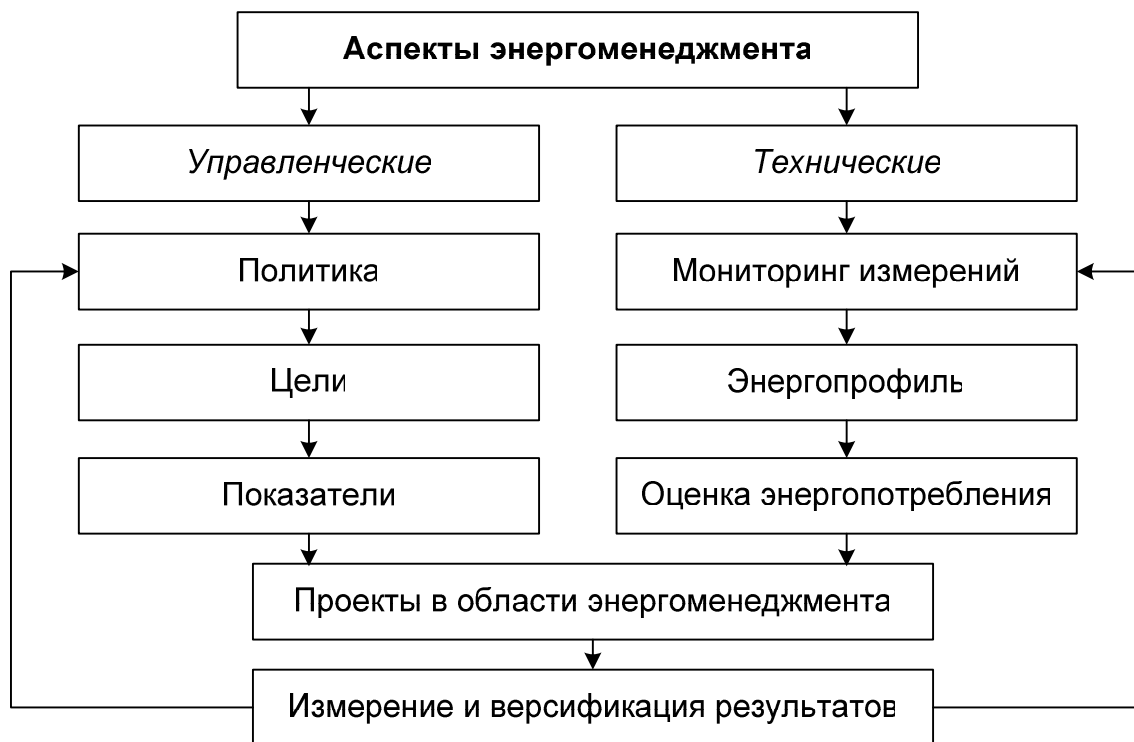 Аспекты энергоменеджмента
Управленческие
Технические
Политика
Мониторинг измерений
Цели
Энергопрофиль
Показатели
Оценка энергопотребления
Проекты в области энергоменеджмента
Измерение и версификация результатов